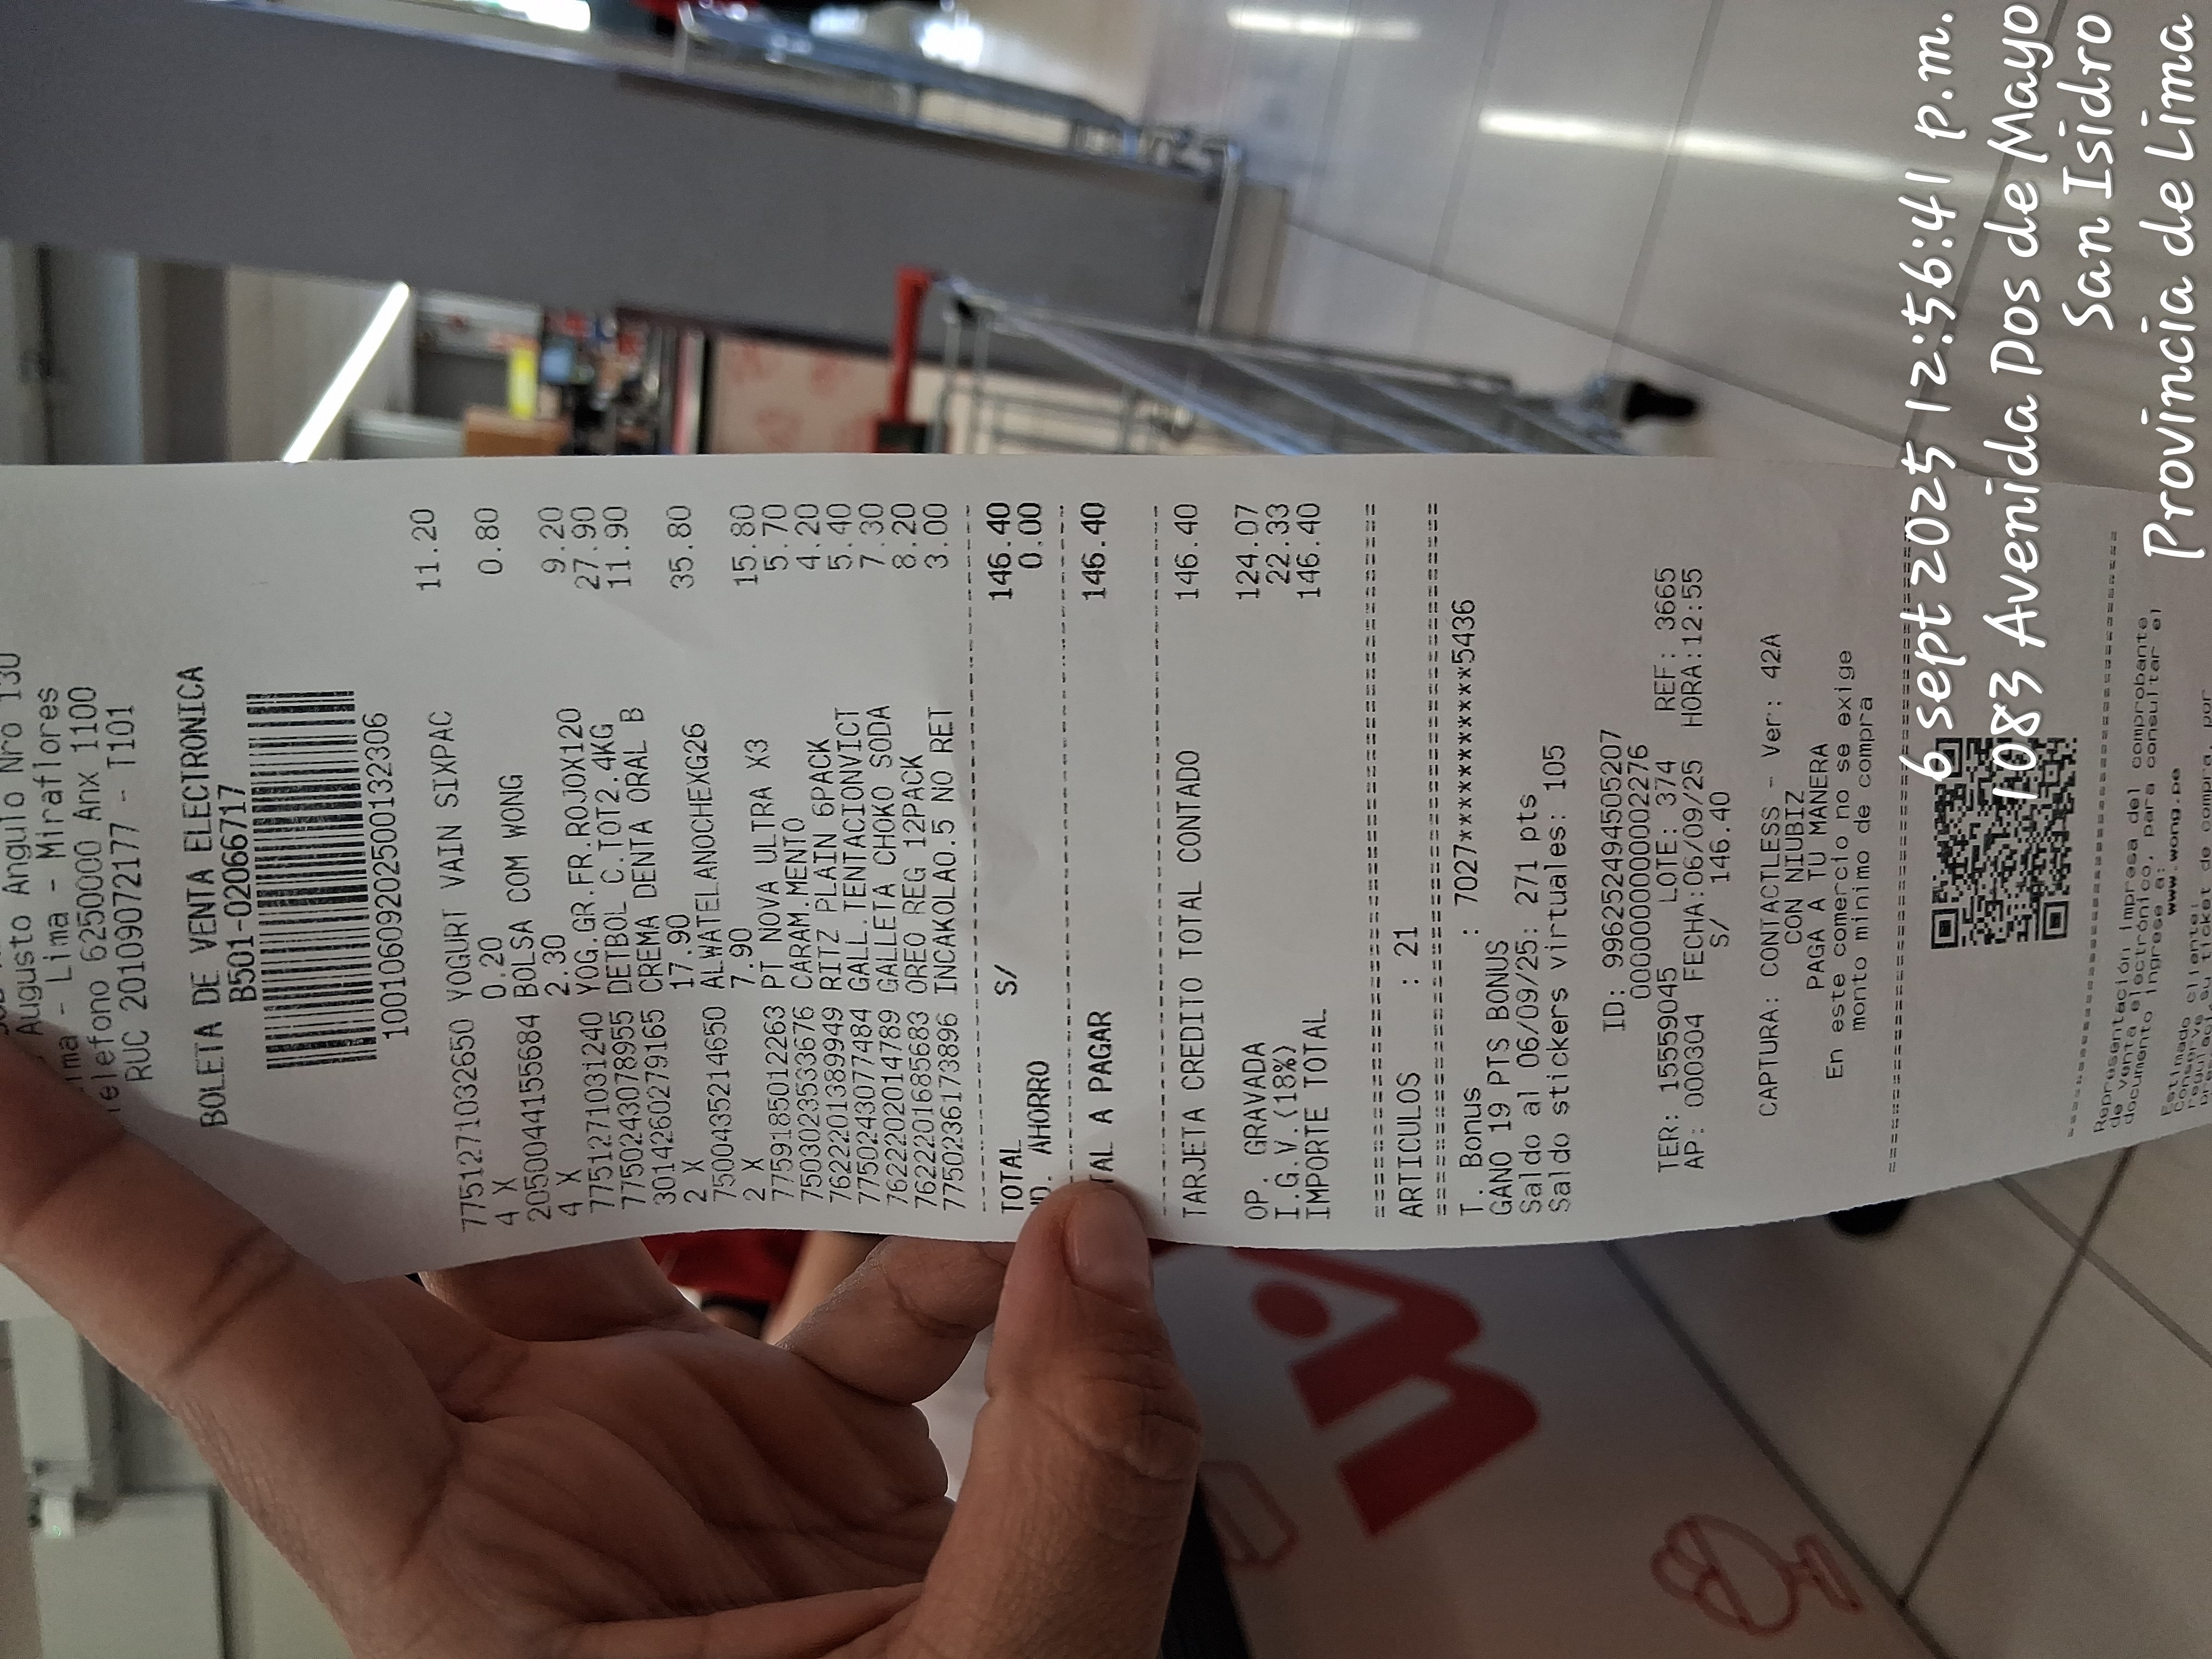 Augusto Angulo Nro 130
- Lima - Miraflores
Telefono 6250000 Anx 1100
RUC 20109072177 - T101
BOLETA DE VENTA ELECTRONICA
B501-02066717
10010609202500132306
7751271032650 YOGURT VAIN SIXPAC 11.20
4 X 0.20
2050044155684 BOLSA COM WONG 0.80
4 X 2.30
7751271031240 YOG.GR.FR.ROJOX120 9.20
7750243078955 DETBOL C.TOT2.4KG 27.90
3014260279165 CREMA DENTA ORAL B 11.90
2 X 17.90
7500435214650 ALWATELANOCHEXG26 35.80
2 X 7.90
7759185012263 PT NOVA ULTRA X3 15.80
7503023533676 CARAM.MENTO 5.70
7622201389949 RITZ PLAIN 6PACK 4.20
7750243077484 GALL.TENTACIONVICT 5.40
7622202014789 GALLETA CHOKO SODA 7.30
7622201685683 OREO REG 12PACK 8.20
7750236173896 INCAKOLA0.5 NO RET 3.00
TOTAL S/ 146.40
UD. AHORRO 0.00
TOTAL A PAGAR 146.40
TARJETA CREDITO TOTAL CONTADO 146.40
OP. GRAVADA 124.07
I.G.V.(18%) 22.33
IMPORTE TOTAL 146.40
ARTICULOS : 21
T. Bonus : 7027***********5436
GANO 19 PTS BONUS
Saldo al 06/09/25: 271 pts
Saldo stickers virtuales: 105
ID: 996252494505207
0000000000002276
TER: 15559045 LOTE: 374 REF: 3665
AP: 000304 FECHA:06/09/25 HORA:12:55
S/ 146.40
CAPTURA: CONTACTLESS - Ver: 42A
CON NIUBIZ
PAGA A TU MANERA
En este comercio no se exige
monto minimo de compra
Representación impresa del comprobante
de venta electrónico, para consultar el
documento ingrese a:
www.wong.pe
Estimado cliente:
Conserve su ticket de compra, por
6 sept 2025 12:56:41 p.m.
1083 Avenida Dos de Mayo
San Isidro
Provincia de Lima